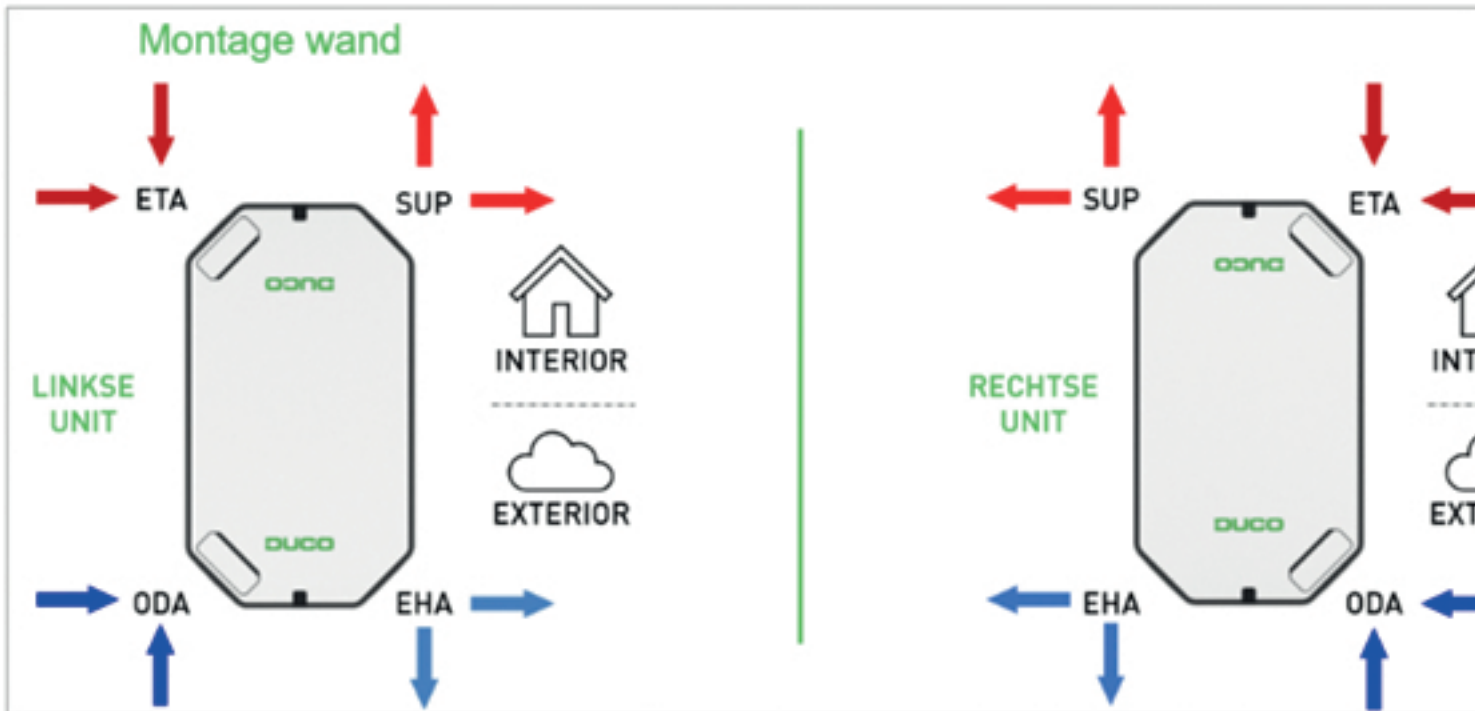 Montage wand
ETA
SUP
DUCO
INTERIOR
LINKSE
UNIT
EXTERIOR
DUCO
ODA
EHA
SUP
ETA
DUCO
RECHTSE
UNIT
DUCO
EHA
ODA